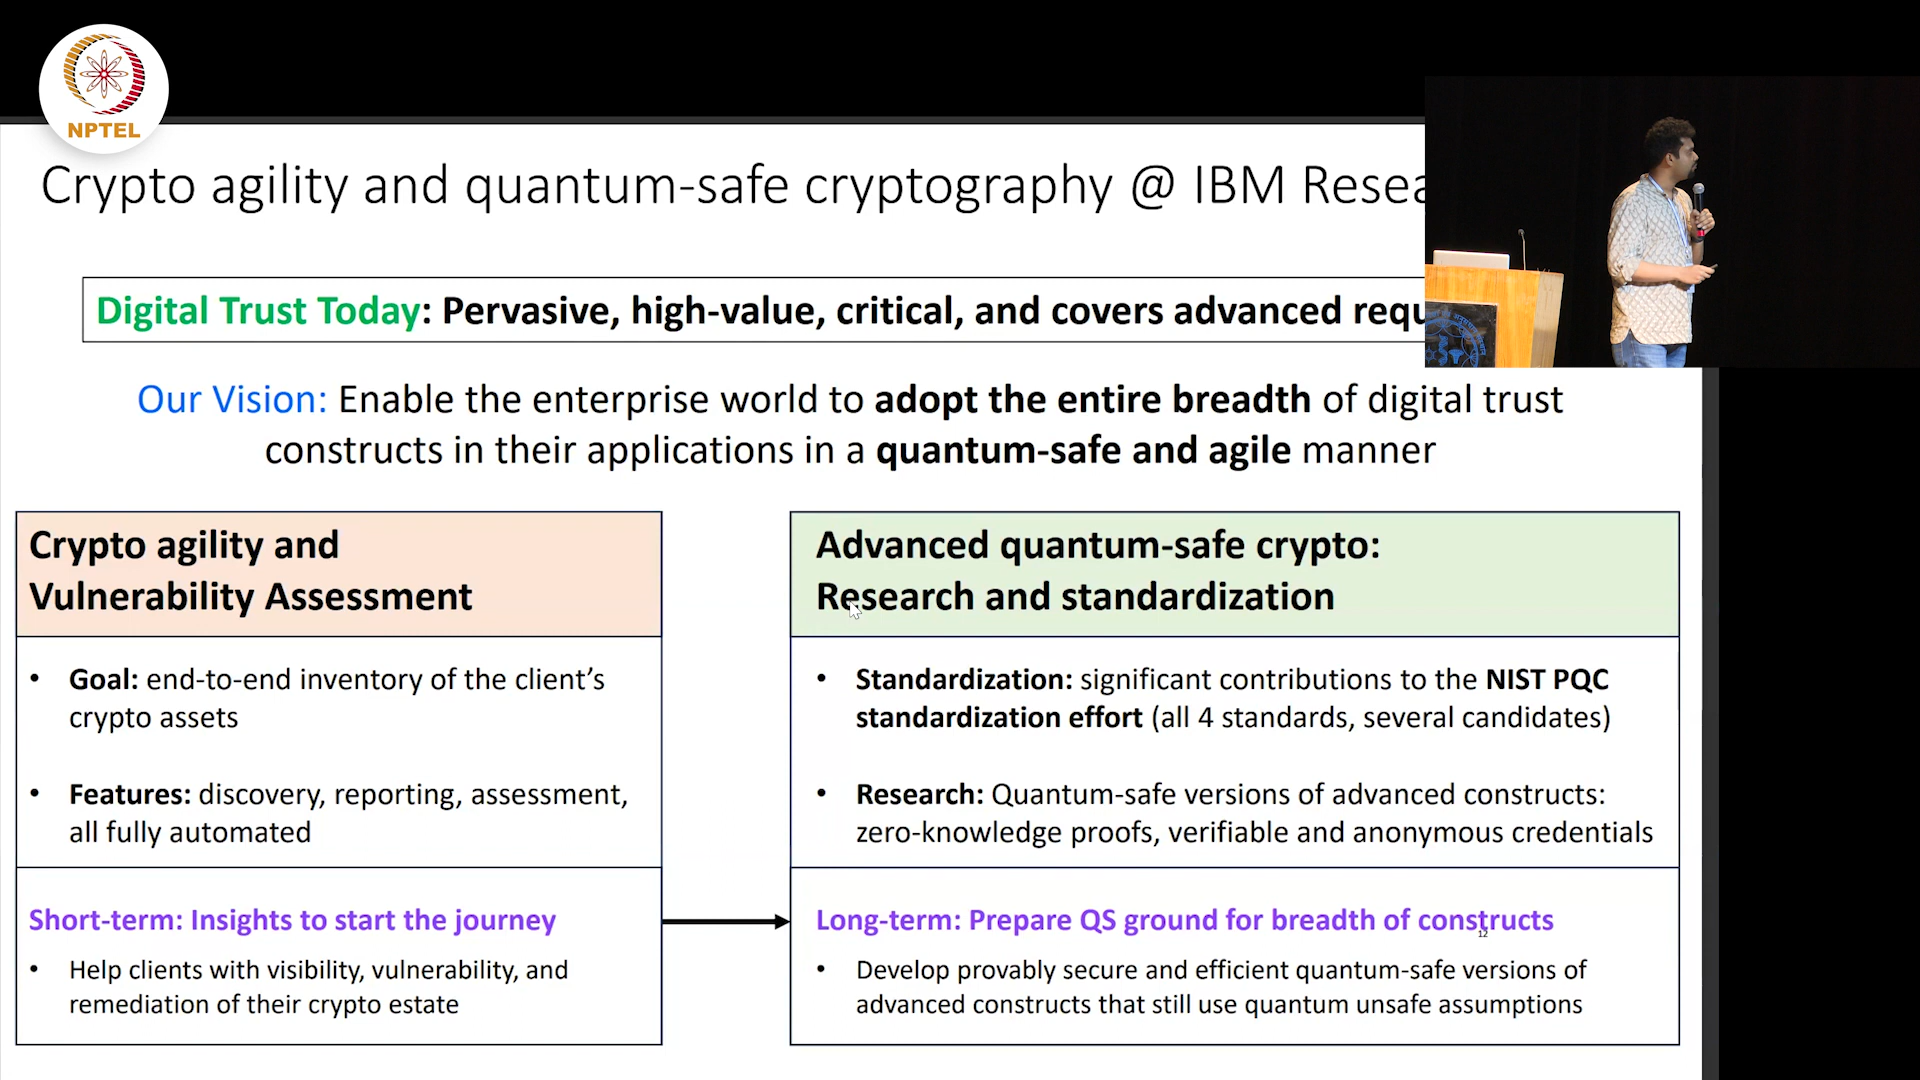 NPTEL
Crypto agility and quantum-safe cryptography @ IBM
Digital Trust Today: Pervasive, high-value, critical, and covers advanced
Our Vision: Enable the enterprise world to adopt the entire breadth of digital trust
constructs in their applications in a quantum-safe and agile manner
Crypto agility and
Vulnerability Assessment
• Goal: end-to-end inventory of the client’s
crypto assets
• Features: discovery, reporting, assessment,
all fully automated
Short-term: Insights to start the journey
• Help clients with visibility, vulnerability, and
remediation of their crypto estate
Advanced quantum-safe crypto:
Research and standardization
• Standardization: significant contributions to the NIST PQC
standardization effort (all 4 standards, several candidates)
• Research: Quantum-safe versions of advanced constructs:
zero-knowledge proofs, verifiable and anonymous credentials
Long-term: Prepare QS ground for breadth of constructs
12
• Develop provably secure and efficient quantum-safe versions of
advanced constructs that still use quantum unsafe assumptions